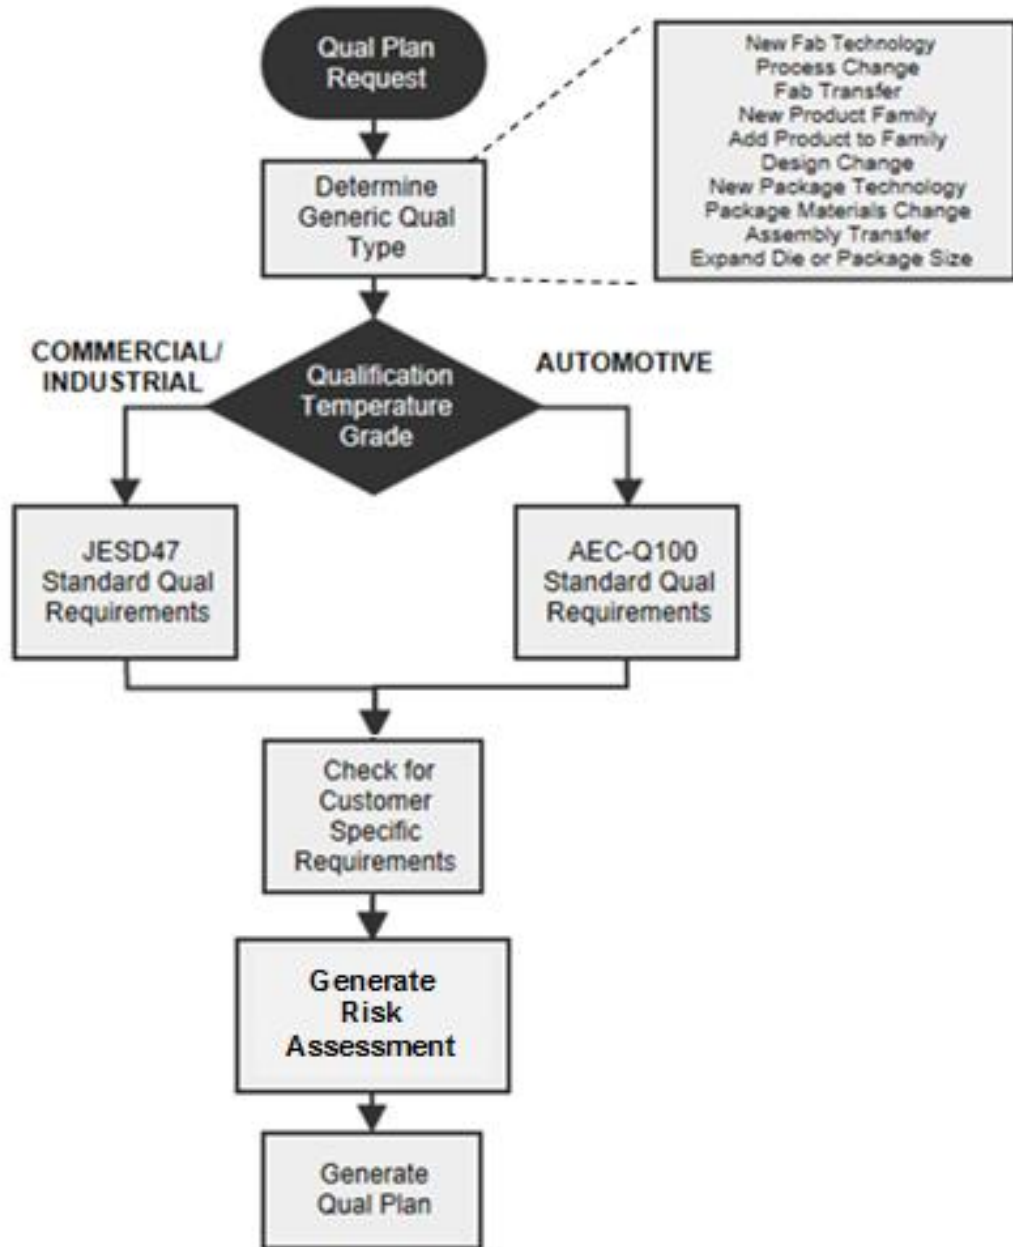 Qual Plan
Request
Determine
Generic Qual
Type
New Fab Technology
Process Change
Fab Transfer
New Product Family
Add Product to Family
Design Change
New Package Technology
Package Materials Change
Assembly Transfer
Expand Die or Package Size
COMMERCIAL/
INDUSTRIAL
Qualification
Temperature
Grade
AUTOMOTIVE
JESD47
Standard Qual
Requirements
AEC-Q100
Standard Qual
Requirements
Check for
Customer
Specific
Requirements
Generate
Risk
Assessment
Generate
Qual Plan